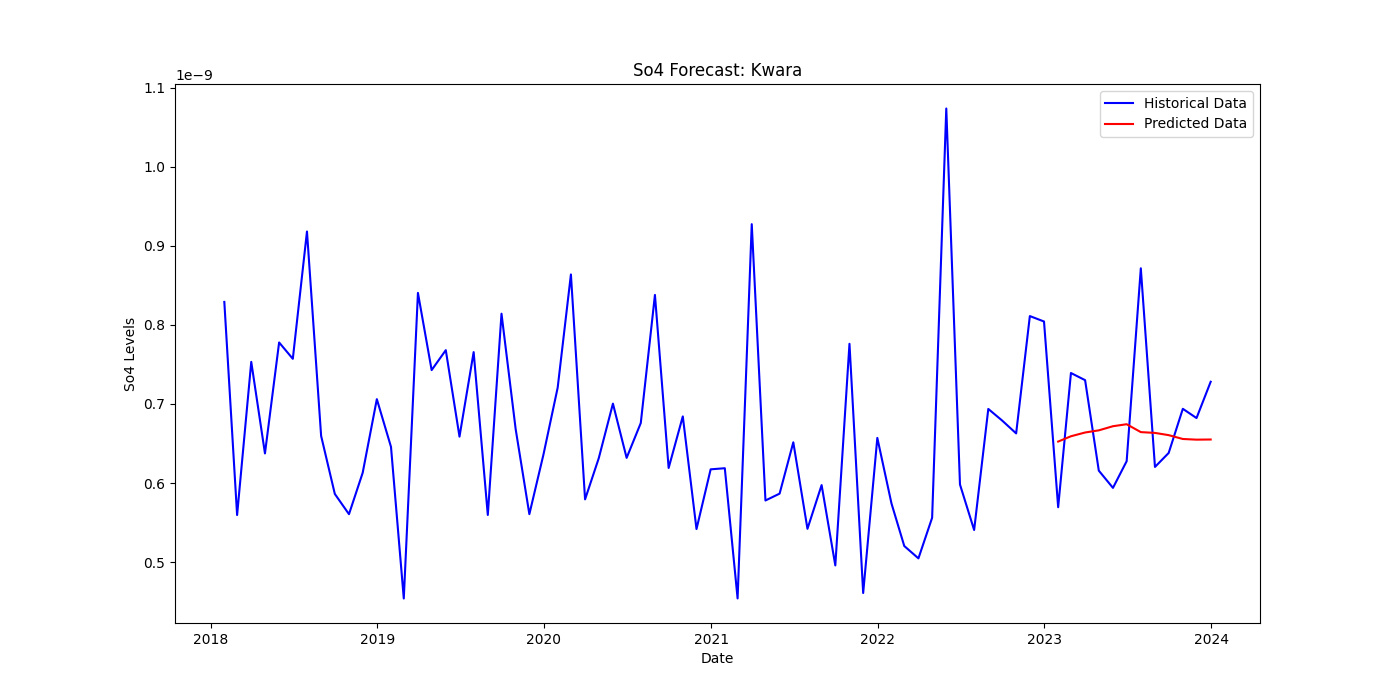 So4 Forecast: Kwara
1e−9
Historical Data
Predicted Data
1.1
1.0
0.9
0.8
0.7
0.6
0.5
So4 Levels
2018 2019 2020 2021 2022 2023 2024
Date